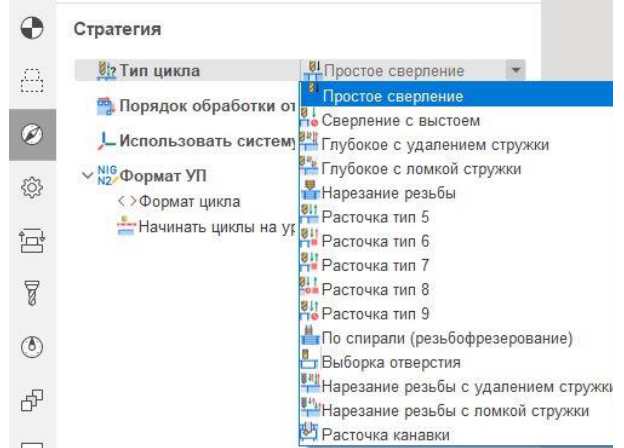 Стратегия
Тип цикла
Простое сверление
Порядок обработки от
Использовать систему
NIG
N2
Формат УП
Формат цикла
Начинать циклы на ур
Простое сверление
Сверление с выстоем
Глубокое с удалением стружки
Глубокое с ломкой стружки
Нарезание резьбы
Расточка тип 5
Расточка тип 6
Расточка тип 7
Расточка тип 8
Расточка тип 9
По спирали (резьбофрезерование)
Выборка отверстия
Нарезание резьбы с удалением стружки
Нарезание резьбы с ломкой стружки
Расточка канавки